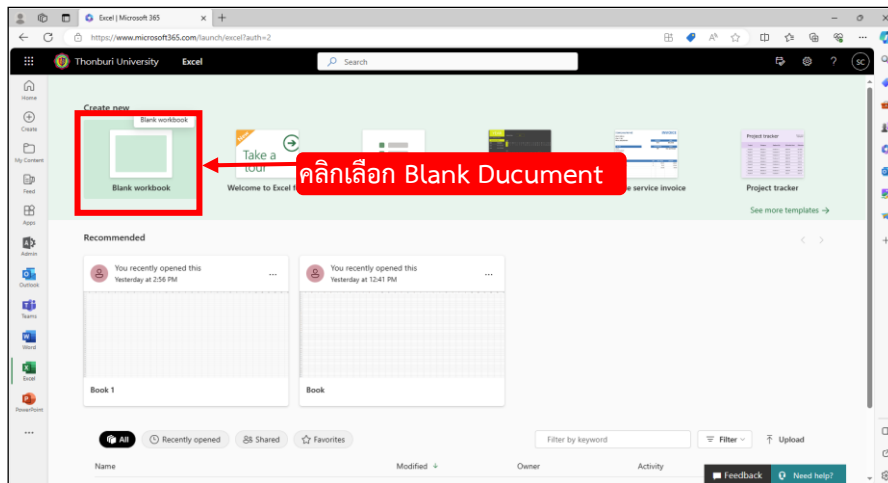 Excel | Microsoft 365
https://www.microsoft365.com/launch/excel?auth=2
Thonburi University Excel
Search
SC
Home
Create
My Content
Feed
Apps
Admin
Outlook
Teams
Word
Excel
PowerPoint
Create new
Blank workbook
Take a
tour
คลิกเลือก Blank Ducument
Blank workbook
Welcome to Excel
service invoice
Project tracker
Project tracker
See more templates →
Recommended
You recently opened this
Yesterday at 2:56 PM
Book 1
You recently opened this
Yesterday at 12:41 PM
Book
All
Recently opened
Shared
Favorites
Filter by keyword
Filter
Upload
Name
Modified ↓
Owner
Activity
Feedback
Need help?